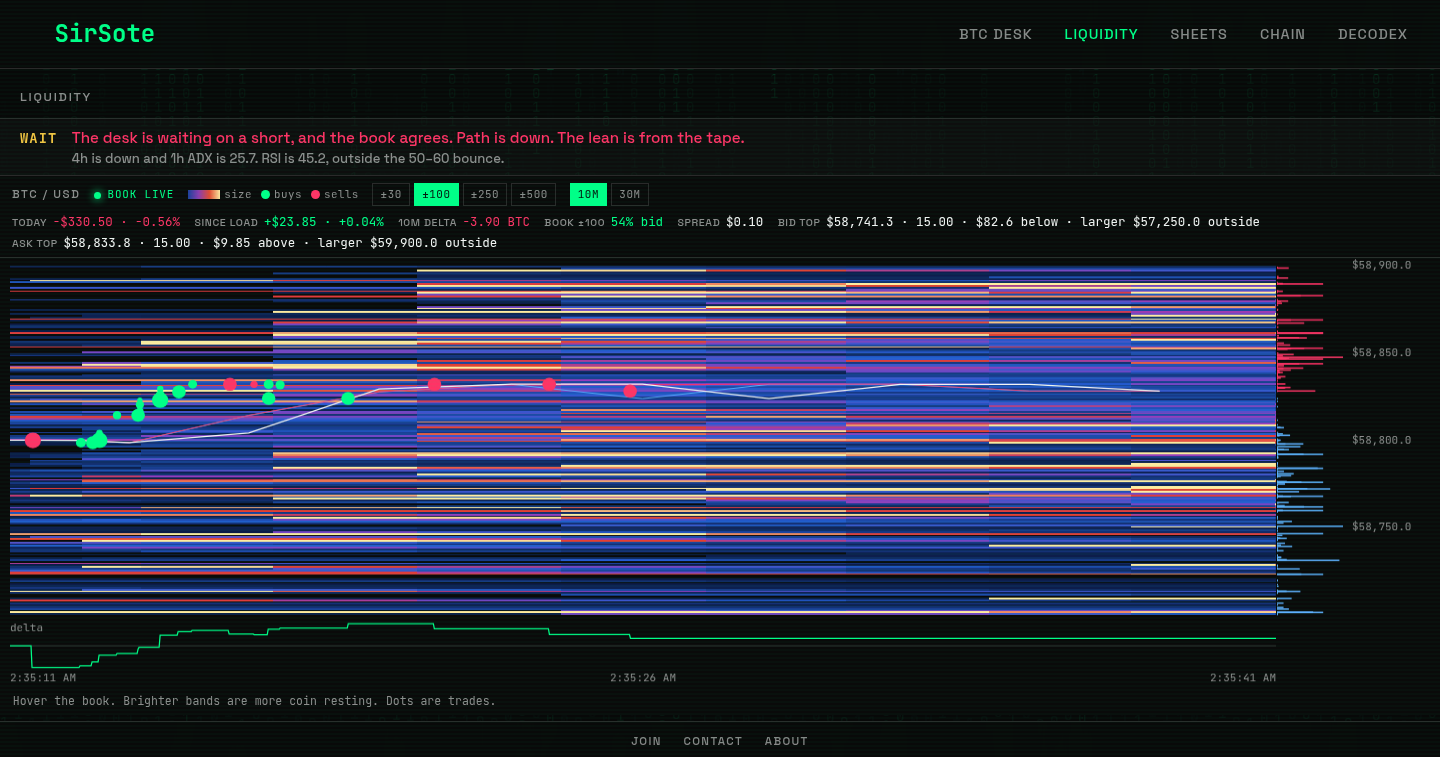 SirSote
BTC DESK LIQUIDITY SHEETS CHAIN DECODEX
LIQUIDITY
WAIT The desk is waiting on a short, and the book agrees. Path is down. The lean is from the tape.
4h is down and 1h ADX is 25.7. RSI is 45.2, outside the 50–60 bounce.
BTC / USD BOOK LIVE size buys sells ±30 ±100 ±250 ±500 10M 30M
TODAY -$330.50 · -0.56% SINCE LOAD +$23.85 · +0.04% 10M DELTA -3.90 BTC BOOK ±100 54% bid SPREAD $0.10 BID TOP $58,741.3 · 15.00 · $82.6 below · larger $57,250.0 outside
ASK TOP $58,833.8 · 15.00 · $9.85 above · larger $59,900.0 outside
$58,900.0
$58,850.0
$58,800.0
$58,750.0
delta
2:35:11 AM 2:35:26 AM 2:35:41 AM
Hover the book. Brighter bands are more coin resting. Dots are trades.
JOIN CONTACT ABOUT